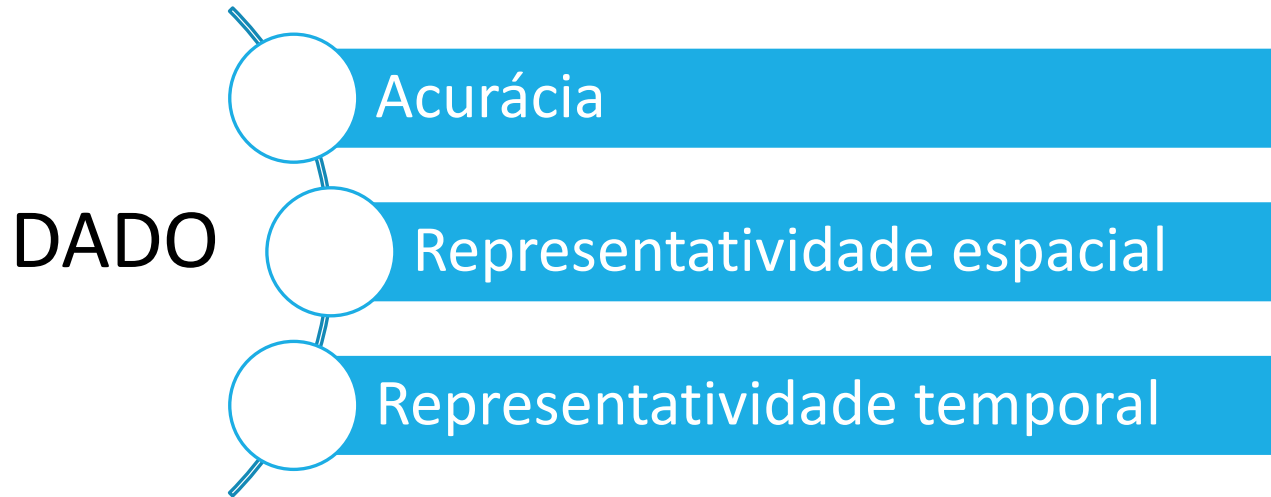 DADO
Acurácia
Representatividade espacial
Representatividade temporal